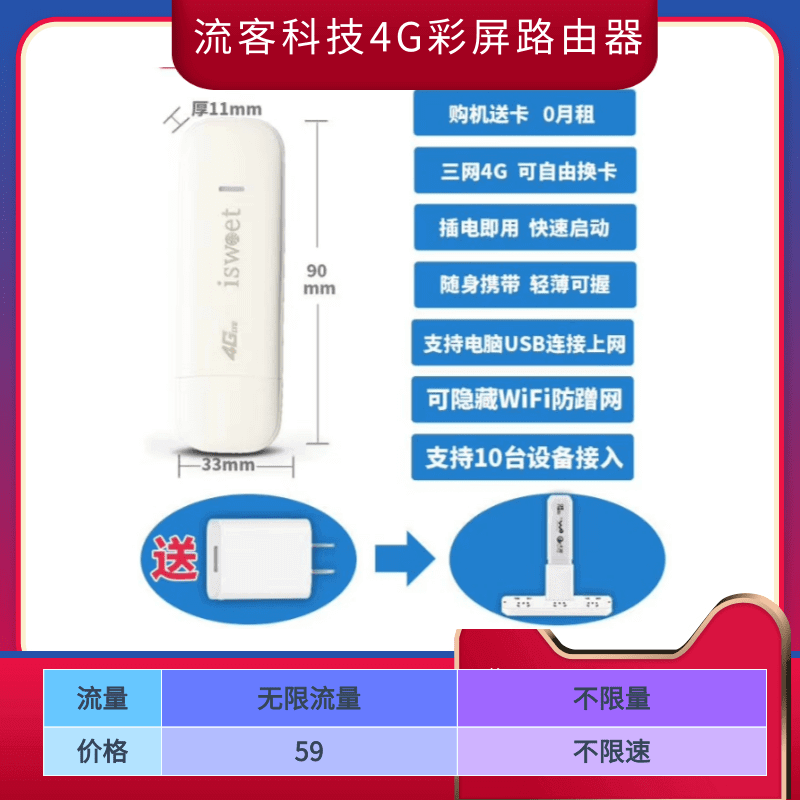 流客科技4G彩屏路由器
厚11mm
购机送卡 0月租
三网4G 可自由换卡
插电即用 快速启动
随身携带 轻薄可握
支持电脑USB连接上网
可隐藏WiFi防蹭网
支持10台设备接入
isweet
4G LTE
90
mm
33mm
送
流量 无限流量 不限量
价格 59 不限速